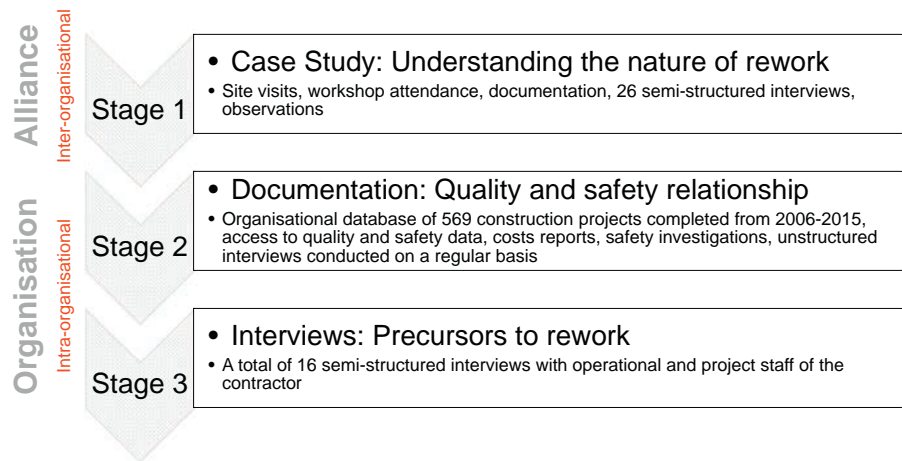 Alliance
Inter-organisational
Stage 1
• Case Study: Understanding the nature of rework
• Site visits, workshop attendance, documentation, 26 semi-structured interviews,
observations
Organisation
Intra-organisational
Stage 2
• Documentation: Quality and safety relationship
• Organisational database of 569 construction projects completed from 2006-2015,
access to quality and safety data, costs reports, safety investigations, unstructured
interviews conducted on a regular basis
Stage 3
• Interviews: Precursors to rework
• A total of 16 semi-structured interviews with operational and project staff of the
contractor